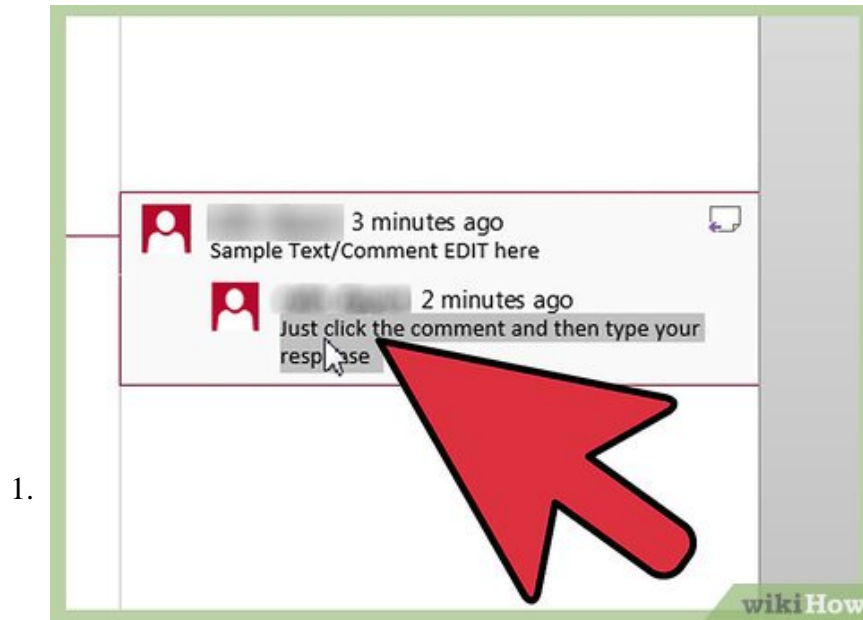 3 minutes ago
Sample Text/Comment EDIT here
2 minutes ago
Just click the comment and then type your
1.
wikiHow